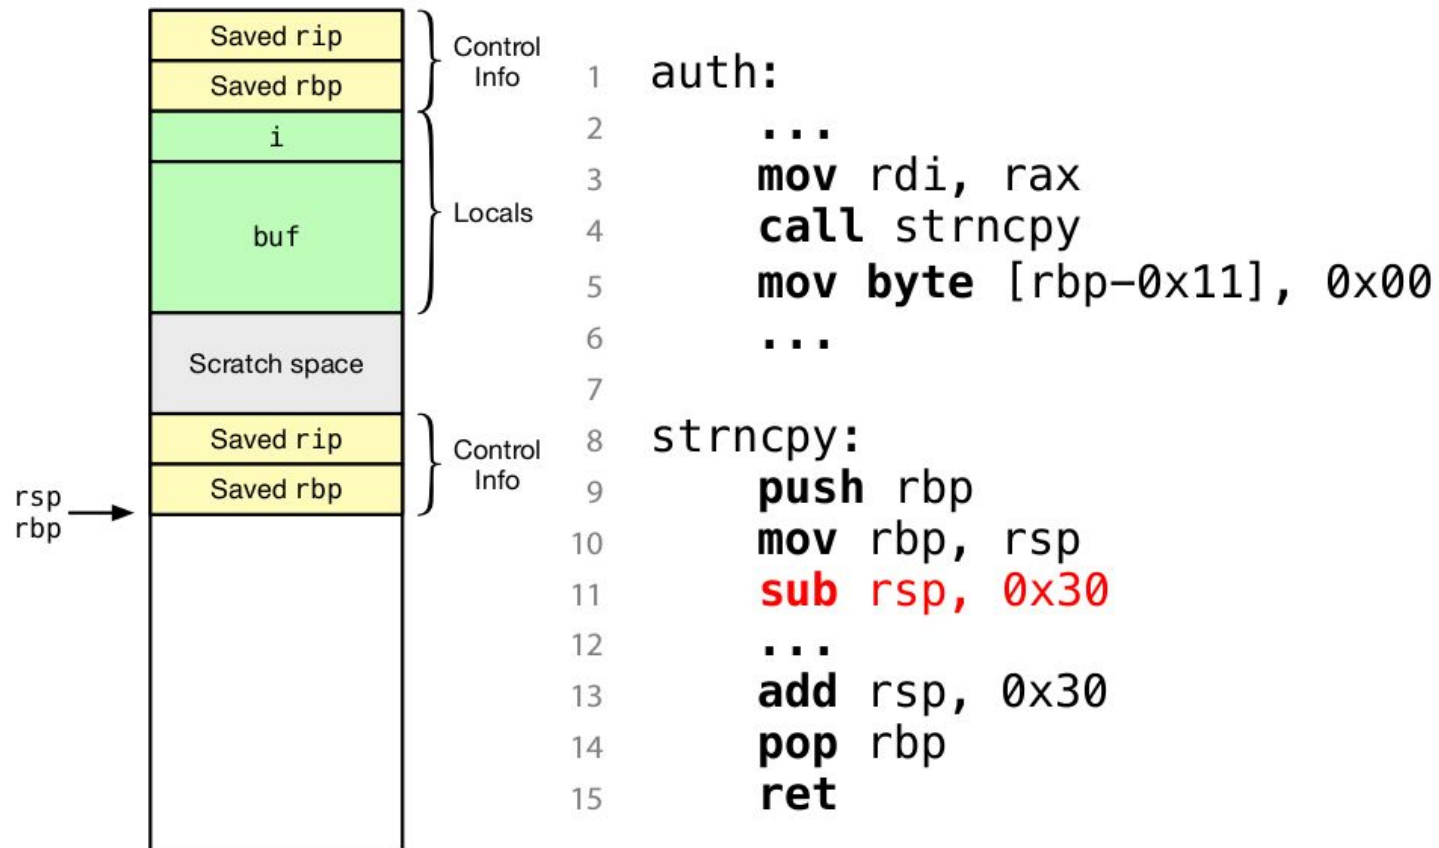 Saved rip
Saved rbp
Control
Info
i
buf
Locals
Scratch space
Saved rip
Saved rbp
Control
Info
rsp
rbp
1 auth:
2 ...
3 mov rdi, rax
4 call strncpy
5 mov byte [rbp-0x11], 0x00
6 ...
7
8 strncpy:
9 push rbp
10 mov rbp, rsp
11 sub rsp, 0x30
12 ...
13 add rsp, 0x30
14 pop rbp
15 ret